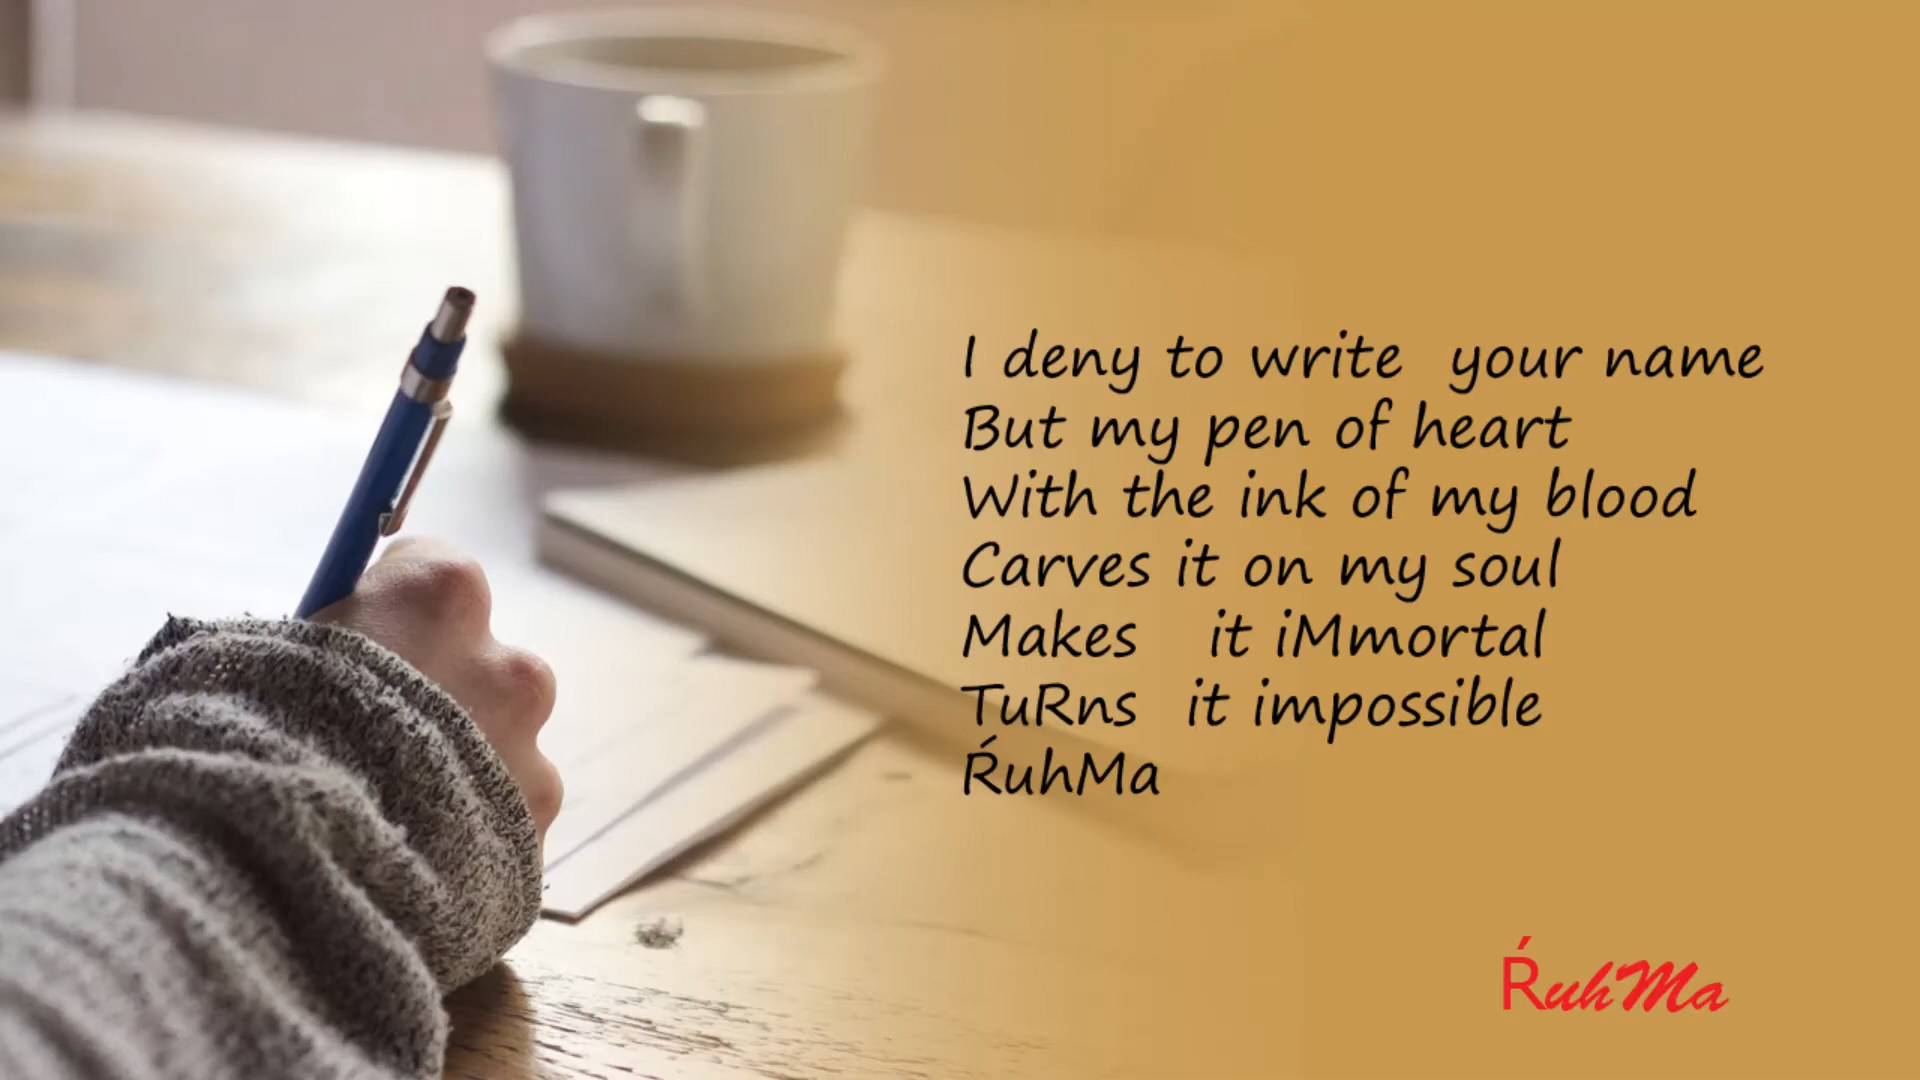 I deny to write your name
But my pen of heart
With the ink of my blood
Carves it on my soul
Makes it iMmortal
TuRns it impossible
ŔuhMa
ŔuhMa